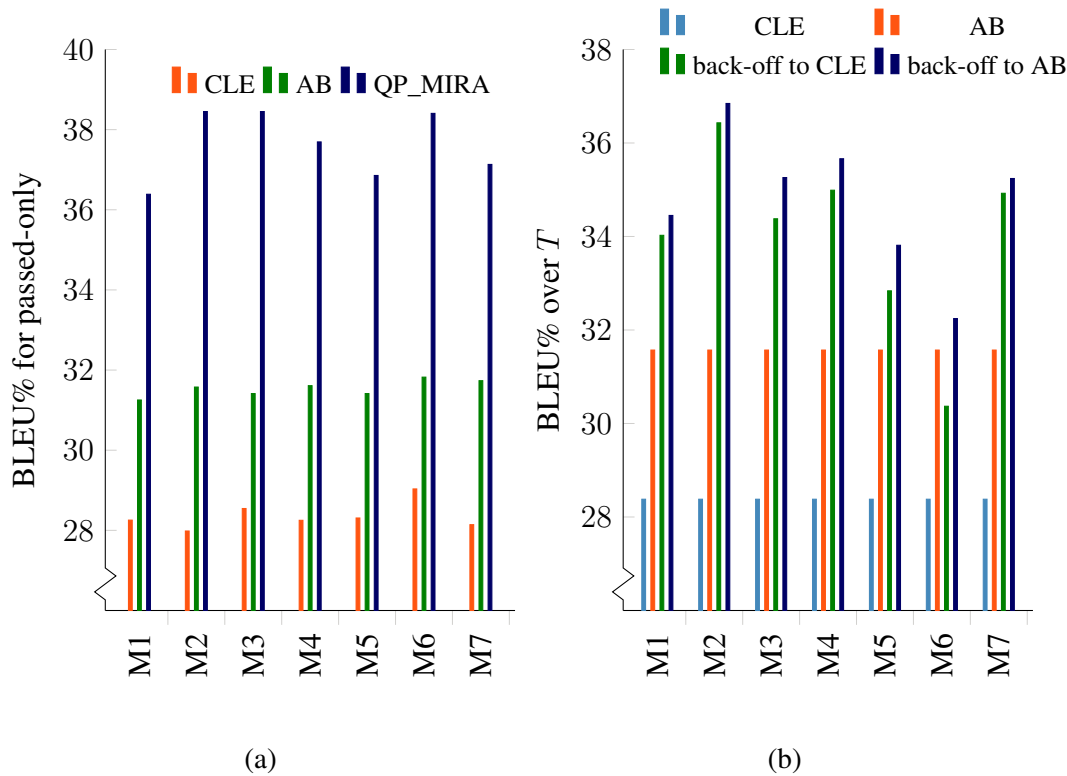 CLE AB QP_MIRA
BLEU% for passed-only
40
38
36
34
32
30
28
M1 M2 M3 M4 M5 M6 M7
(a)
CLE AB
back-off to CLE back-off to AB
BLEU% over T
38
36
34
32
30
28
M1 M2 M3 M4 M5 M6 M7
(b)